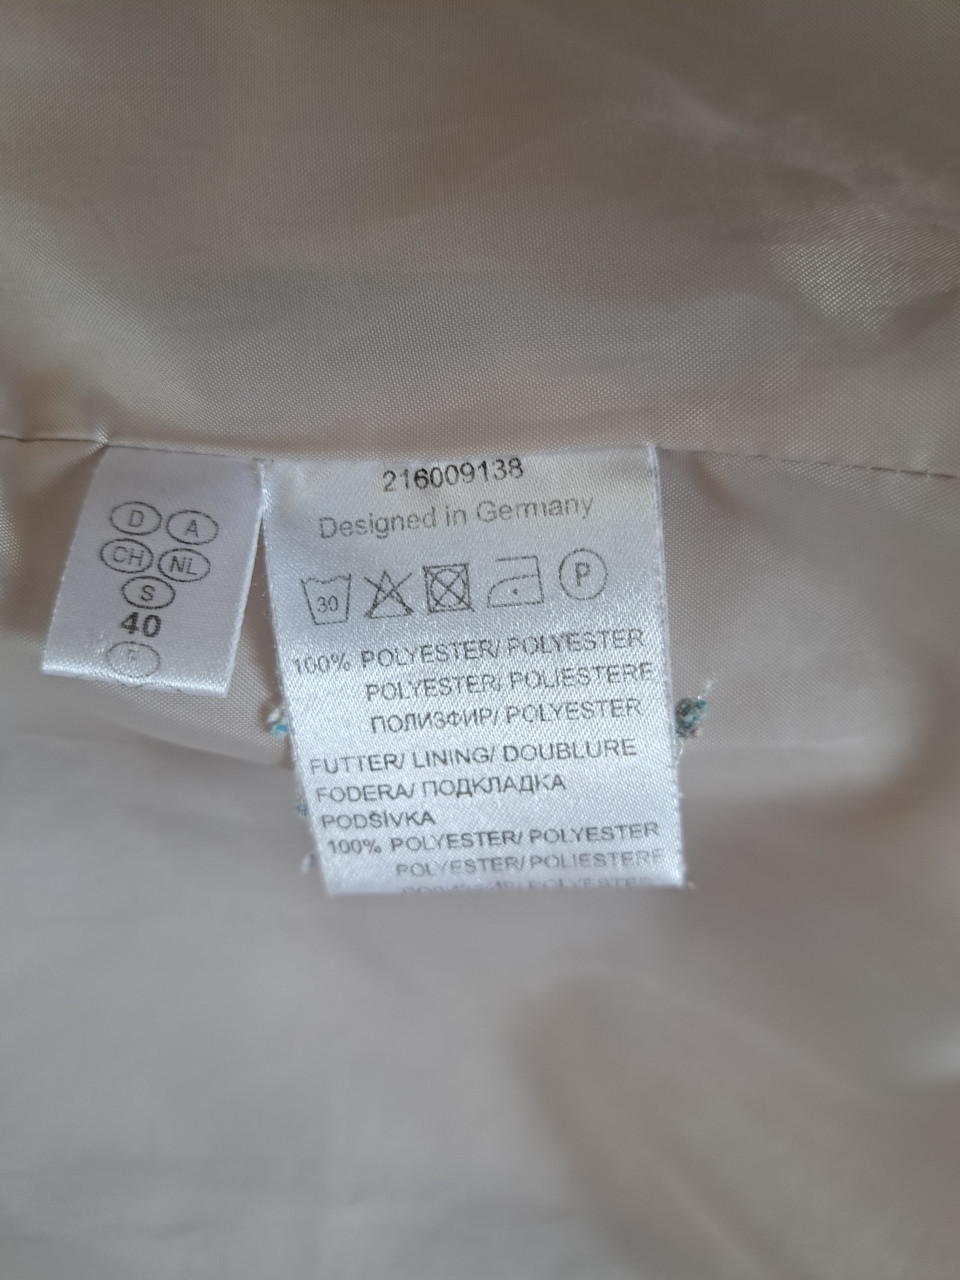 D A
CH NL
S
40
F
216009138
Designed in Germany
30 P
100% POLYESTER/ POLYESTER
POLYESTER/ POLIESTERE
ПОЛИЗФИР/ POLYESTER
FUTTER/ LINING/ DOUBLURE
FODERA/ ПОДКЛАДКА
PODŠÍVKA
100% POLYESTER/ POLYESTER
POLYESTER/ POLIESTERE